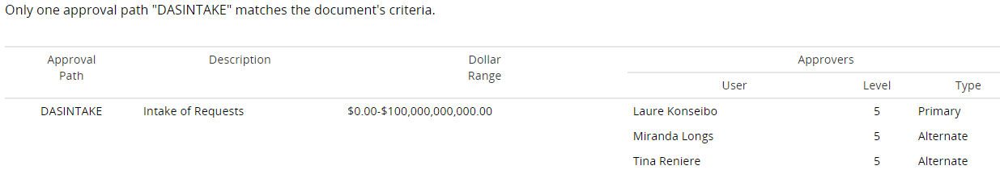 Only one approval path "DASINTAKE" matches the document's criteria.
Approval Path Description Dollar Range Approvers
User Level Type
DASINTAKE Intake of Requests $0.00-$100,000,000,000.00 Laure Konseibo 5 Primary
Miranda Longs 5 Alternate
Tina Reniere 5 Alternate